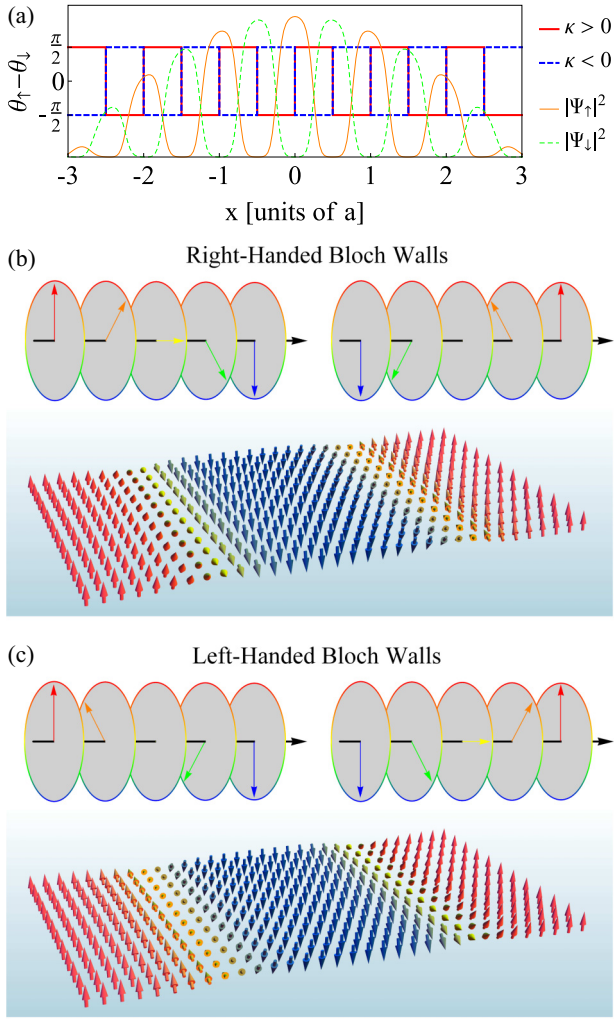 (a)
π/2
0
-π/2
θ↑−θ↓
-3 -2 -1 0 1 2 3
x [units of a]
κ > 0
κ < 0
|Ψ↑|²
|Ψ↓|²
(b)
Right-Handed Bloch Walls
(c)
Left-Handed Bloch Walls